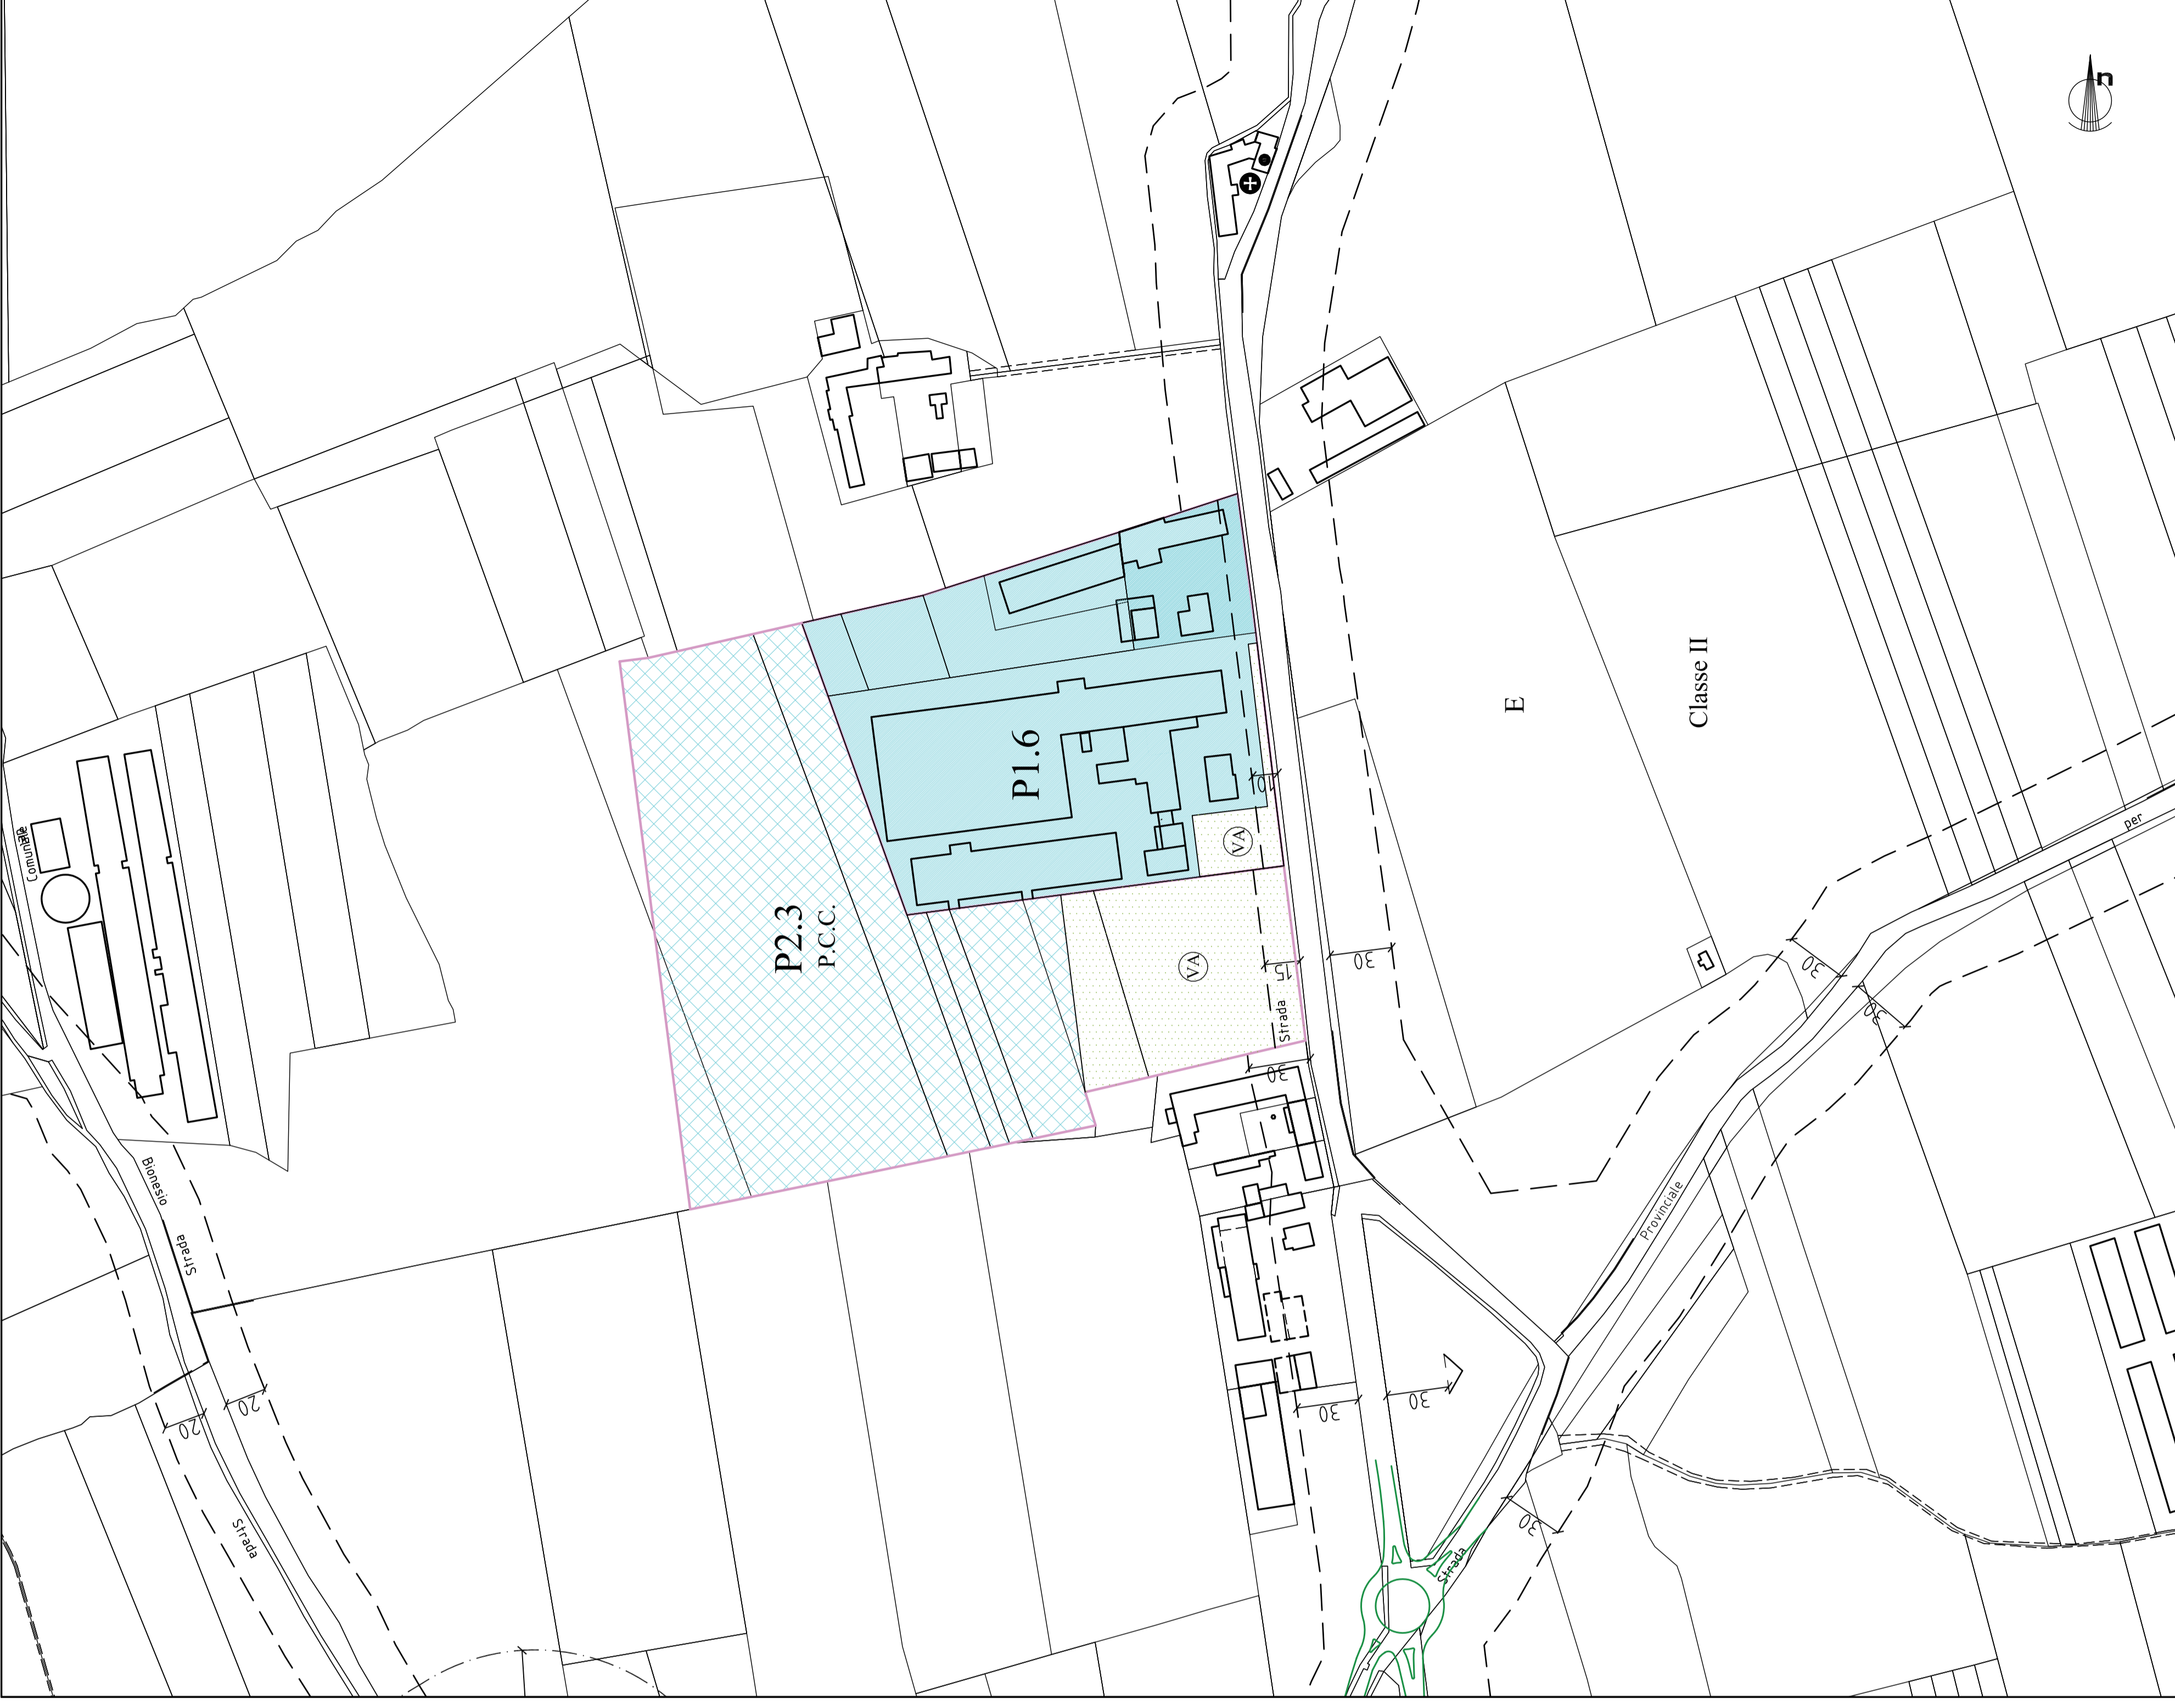 n
Comunale
Bionesio
Strada
Strada
20
20
P2.3
P.C.C.
P1.6
VA
VA
10
15
30
Strada
30
E
Classe II
per
30
30
Provinciale
30
30
30
Strada